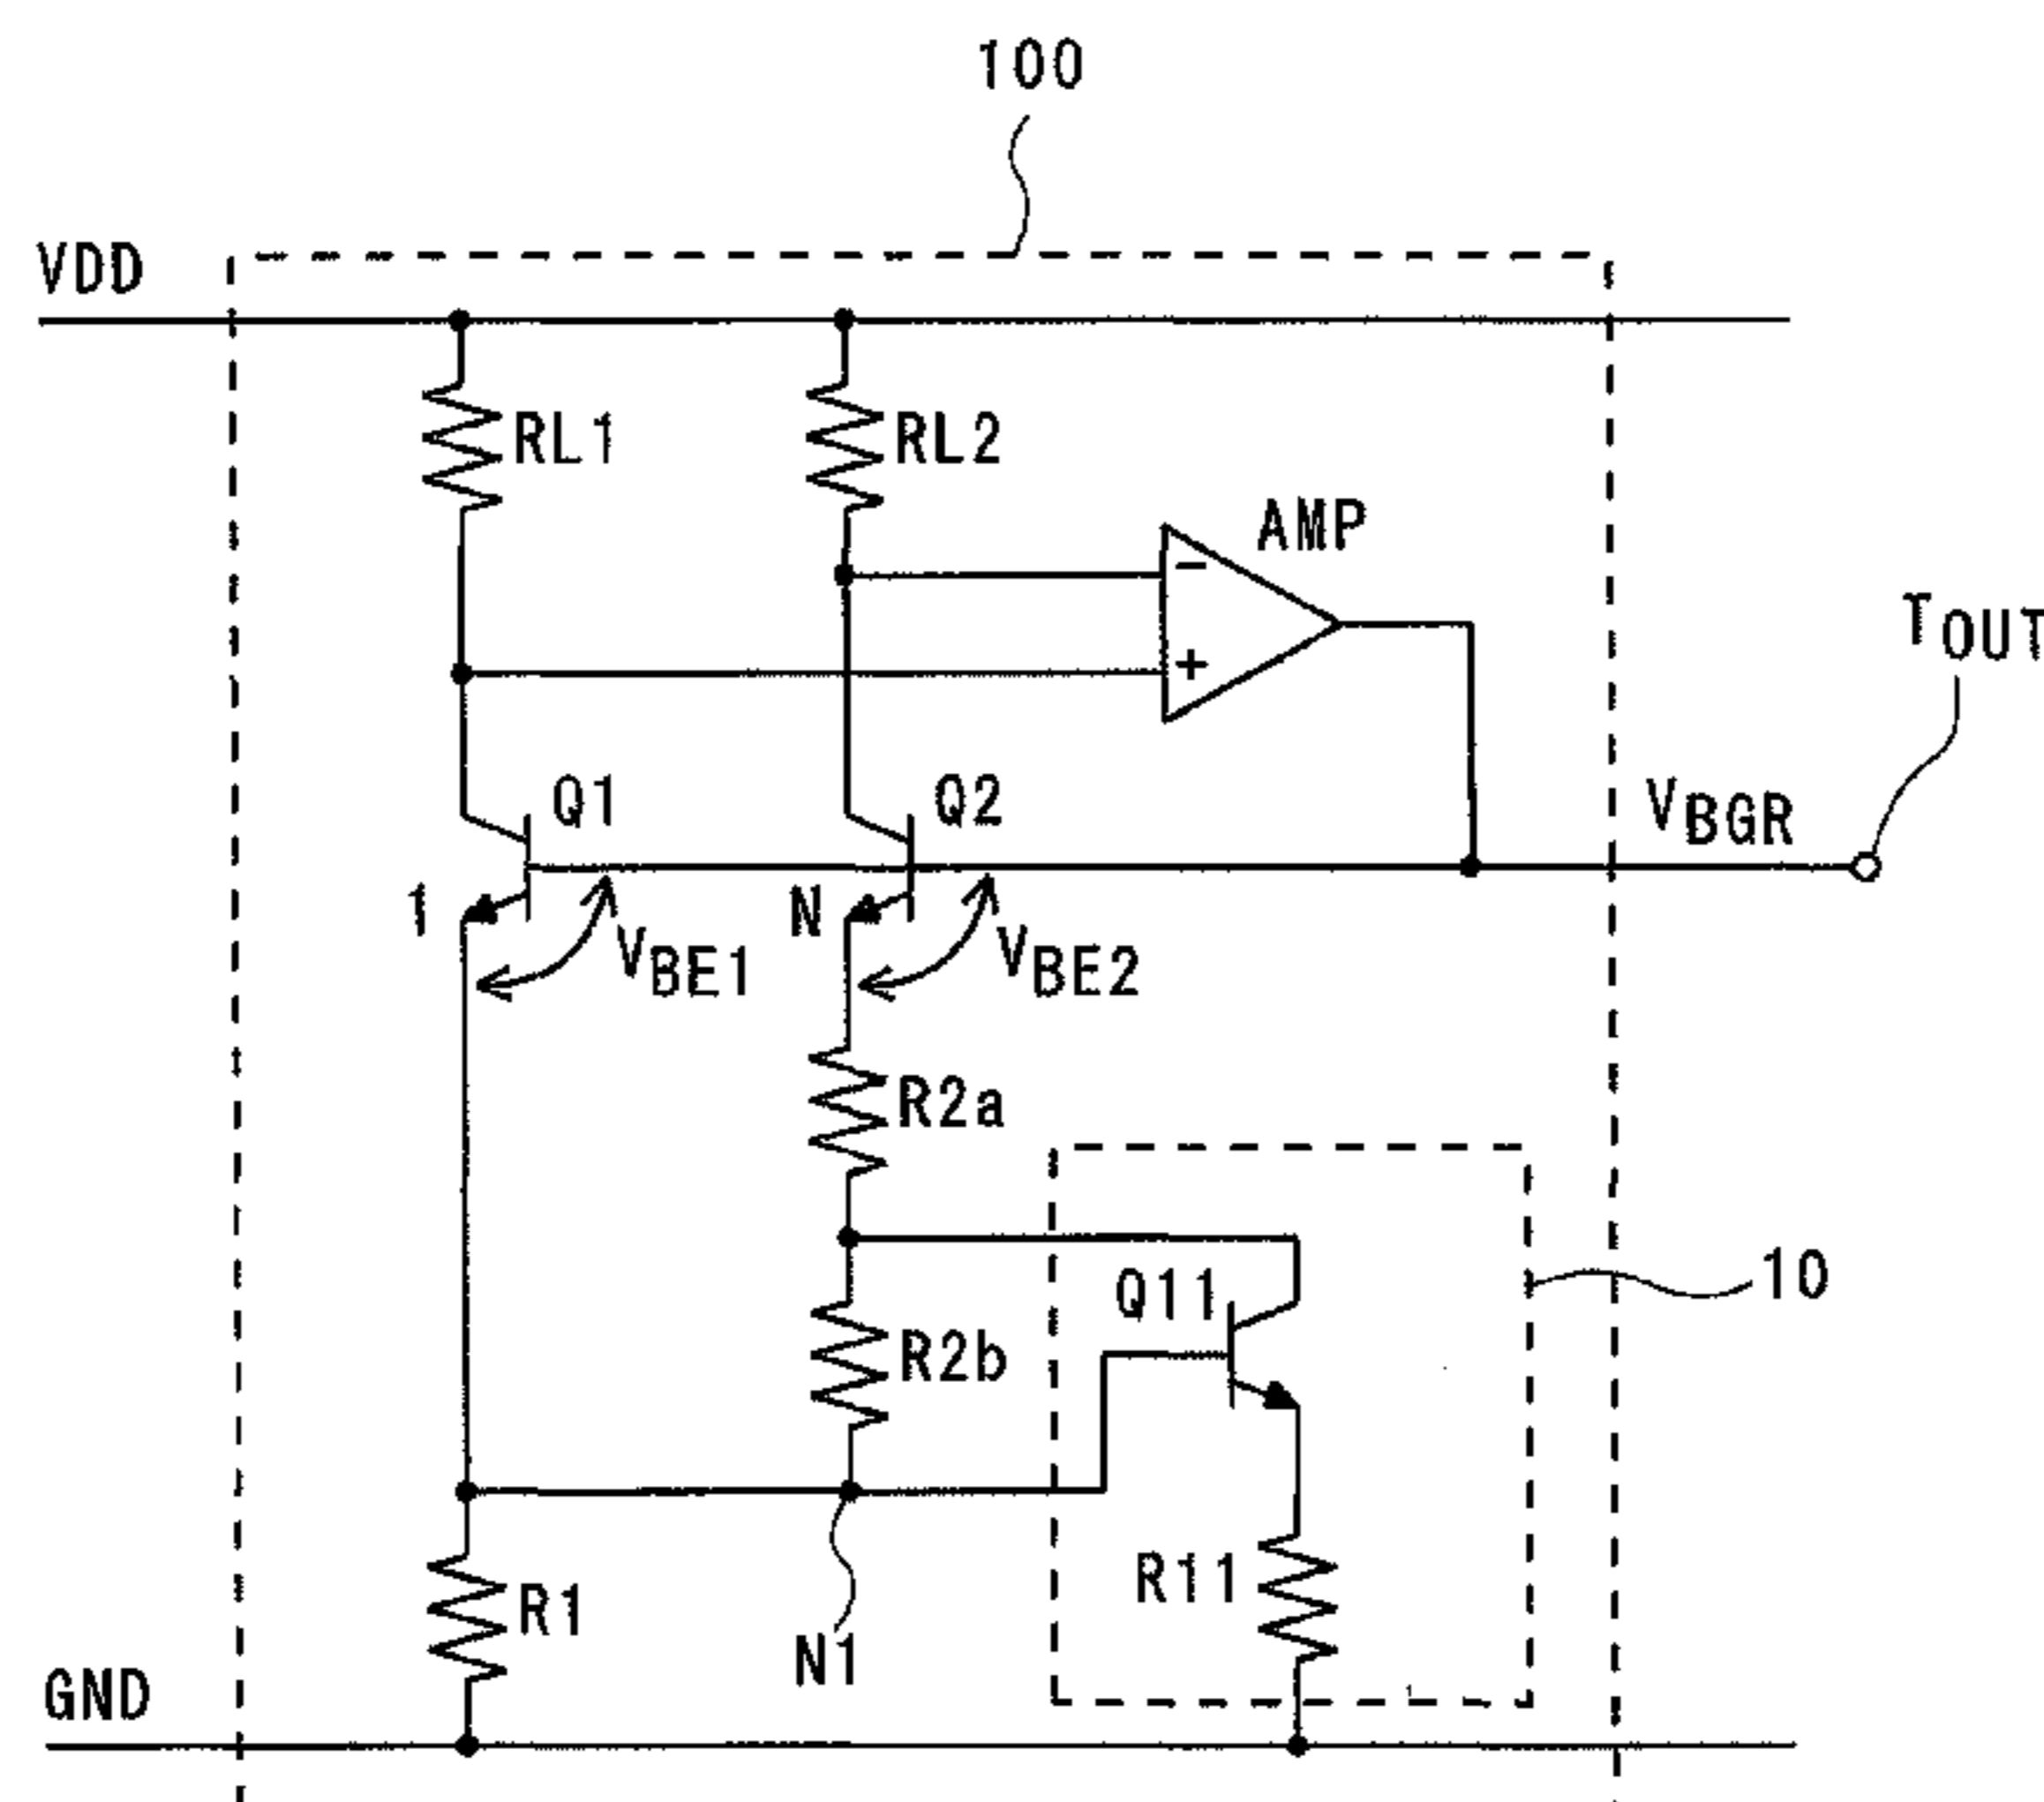 100
VDD
RL1
RL2
AMP
−
+
TOUT
Q1
Q2
VBGR
1
N
VBE1
VBE2
R2a
Q11
10
R2b
R11
R1
N1
GND